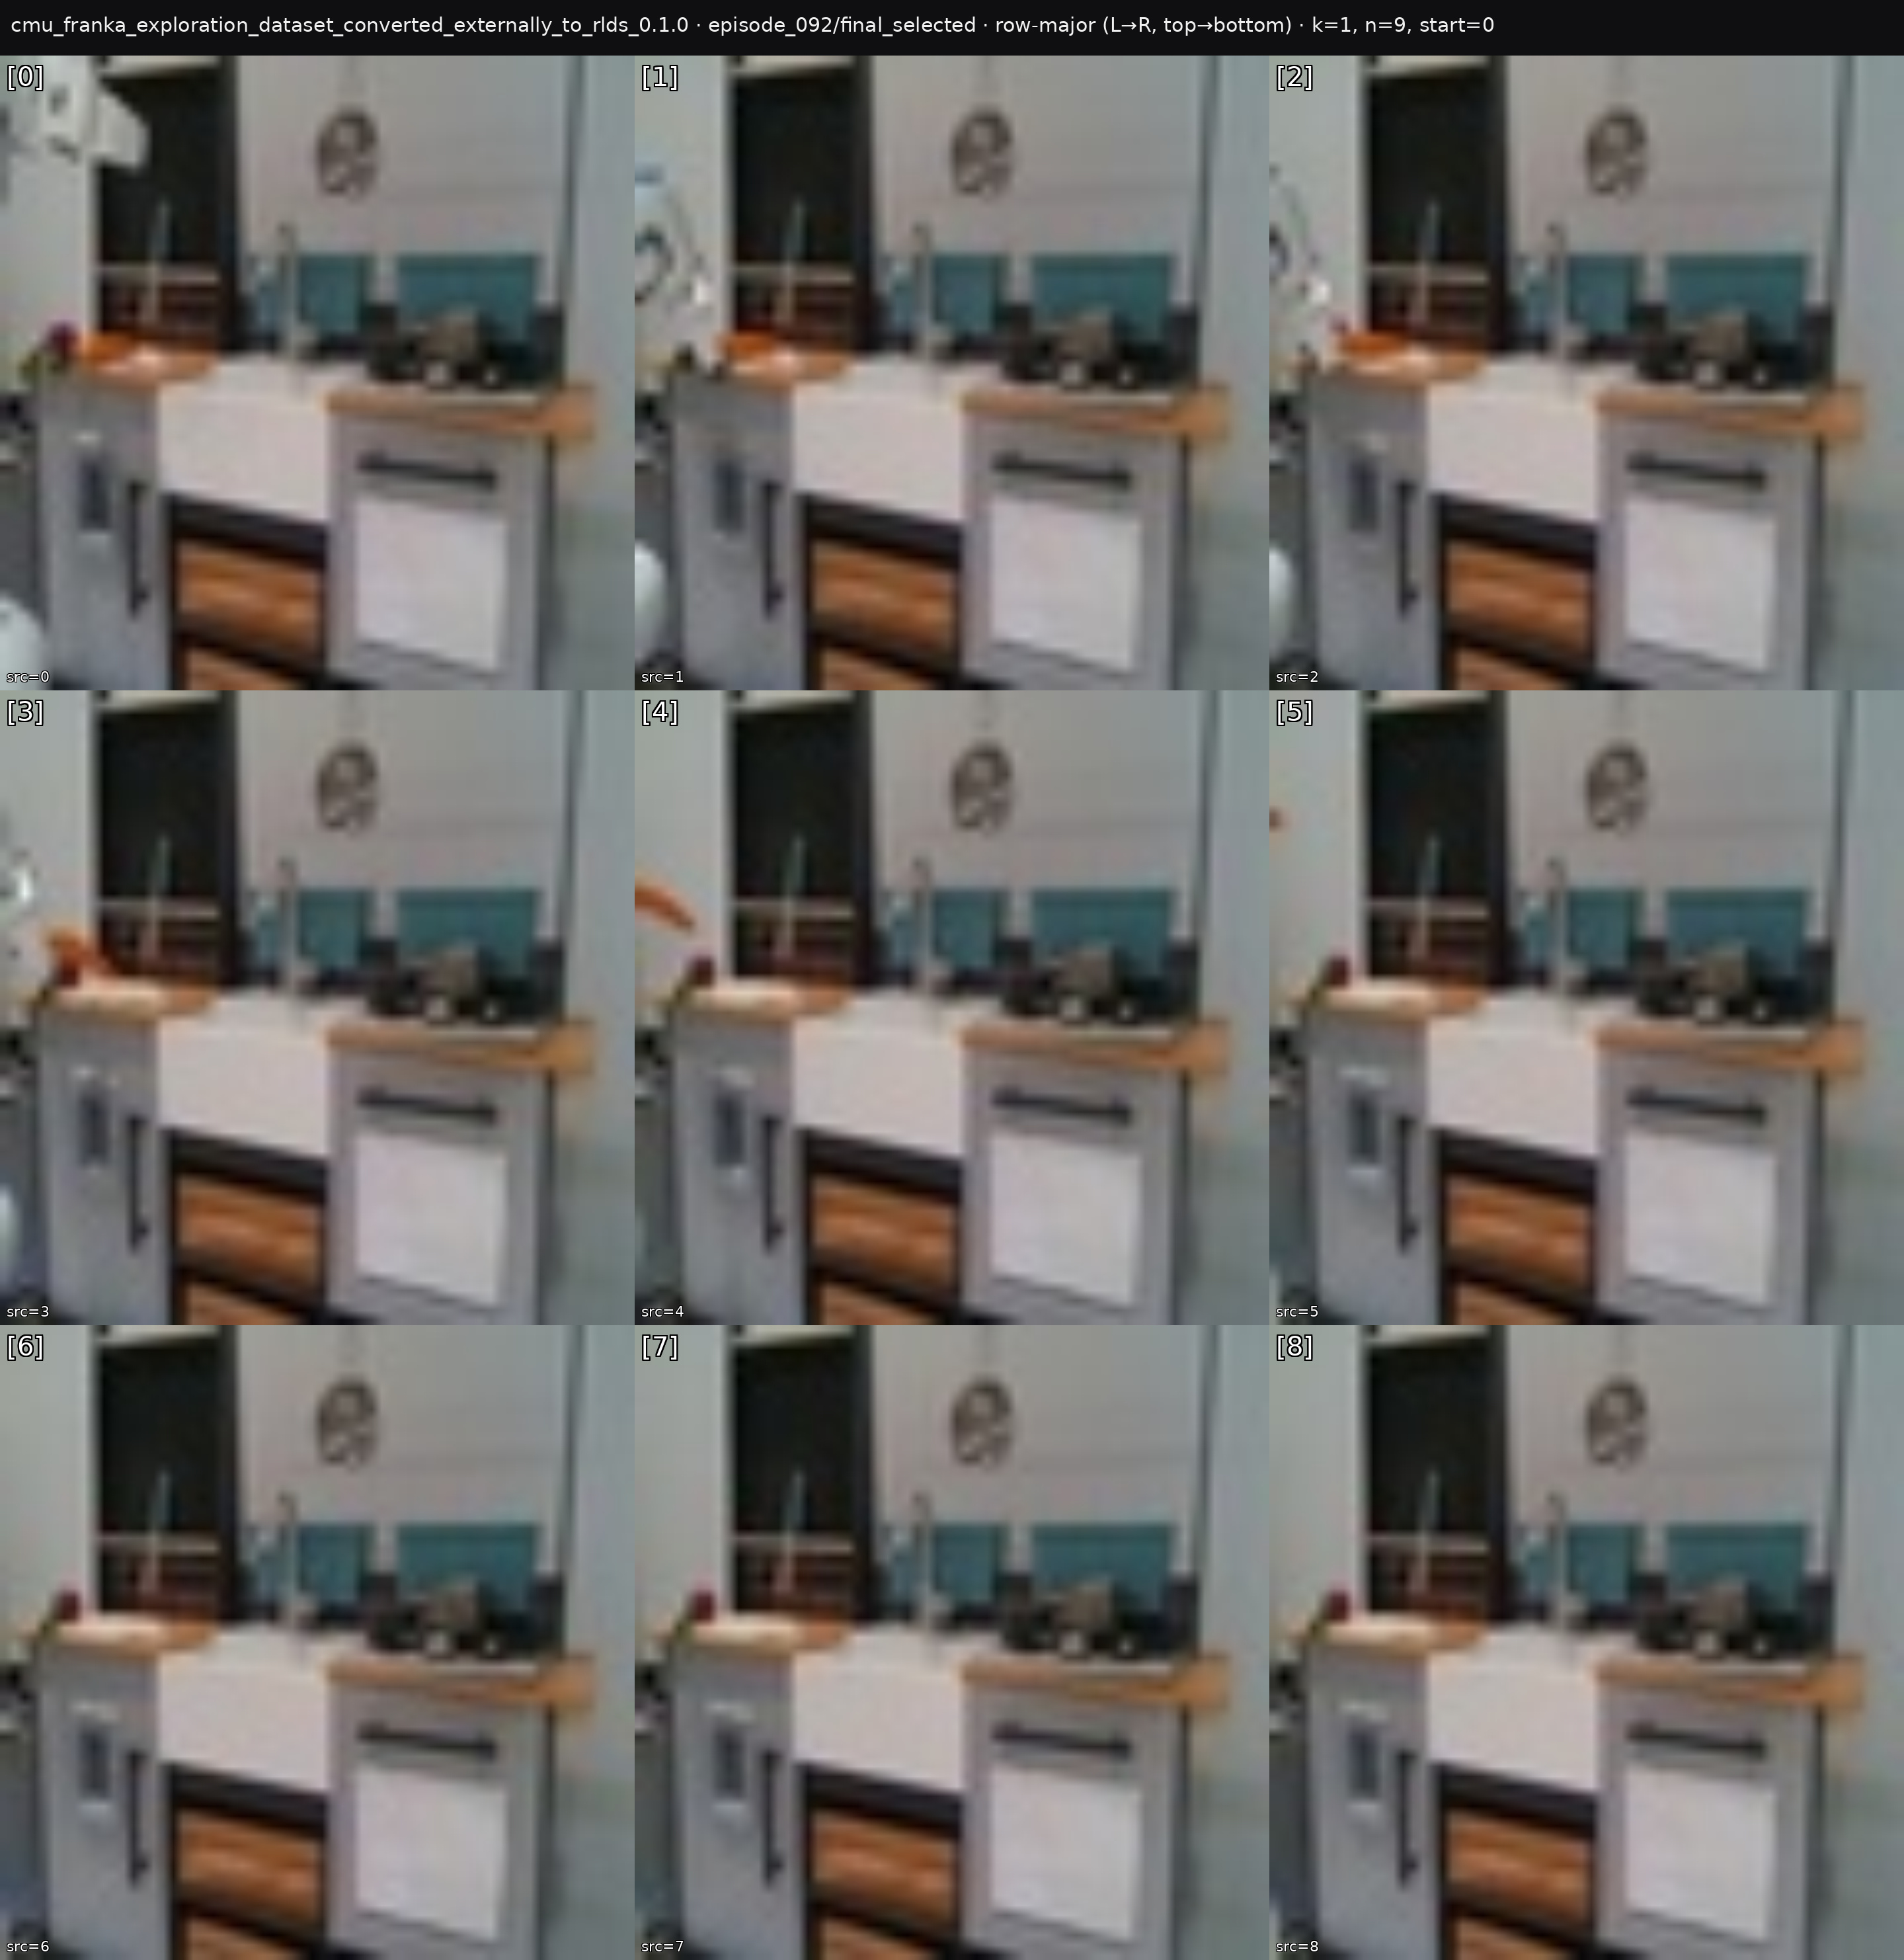 cmu_franka_exploration_dataset_converted_externally_to_rlds_0.1.0 · episode_092/final_selected · row-major (L→R, top→bottom) · k=1, n=9, start=0
[0]
[1]
[2]
src=0
src=1
src=2
[3]
[4]
[5]
src=3
src=4
src=5
[6]
[7]
[8]
src=6
src=7
src=8